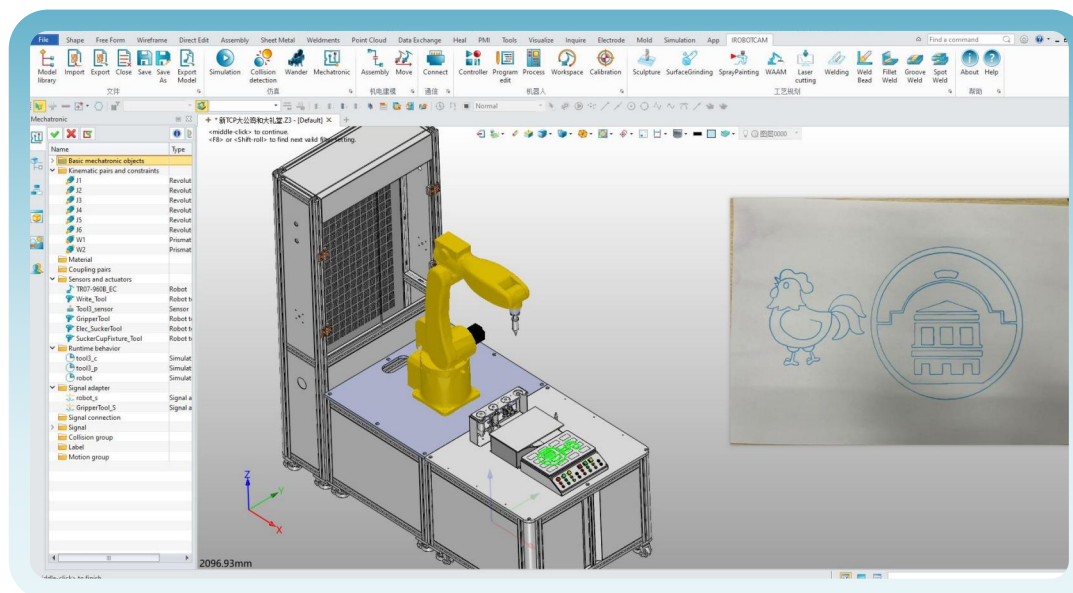 File Shape Free Form Wireframe Direct Edit Assembly Sheet Metal Weldments Point Cloud Data Exchange Heal PMI Tools Visualize Inquire Electrode Mold Simulation App IROBOTCAM Find a command
Model library Import Export Close Save Save As Export Model Simulation Collision detection Wander Mechatronic Assembly Move Connect Controller Program edit Process Workspace Calibration Sculpture SurfaceGrinding SprayPainting WAAM Laser cutting Welding Weld Bead Fillet Weld Groove Weld Spot Weld About Help
文件 仿真 机电建模 通信 机器人 工艺规划 帮助
Normal
Mechatronic
+ * 新TCP大公鸡和大礼堂.Z3 - [Default] × +
<middle-click> to continue.
<F8> or <Shift-roll> to find next valid filter setting.
图层0000
Name Type
Basic mechatronic objects
Kinematic pairs and constraints
J1 Revolut
J2 Revolut
J3 Revolut
J4 Revolut
J5 Revolut
J6 Revolut
W1 Prismat
W2 Prismat
Material
Coupling pairs
Sensors and actuators
TR07-960B_EC Robot
Write_Tool Robot t
Tool3_sensor Sensor
GripperTool Robot t
Elec_SuckerTool Robot t
SuckerCupFixture_Tool Robot t
Runtime behavior
tool3_c Simulat
tool3_p Simulat
robot Simulat
Signal adapter
robot_s Signal a
GripperTool_S Signal a
Signal connection
Signal
Collision group
Label
Motion group
Z
Y
X
2096.93mm